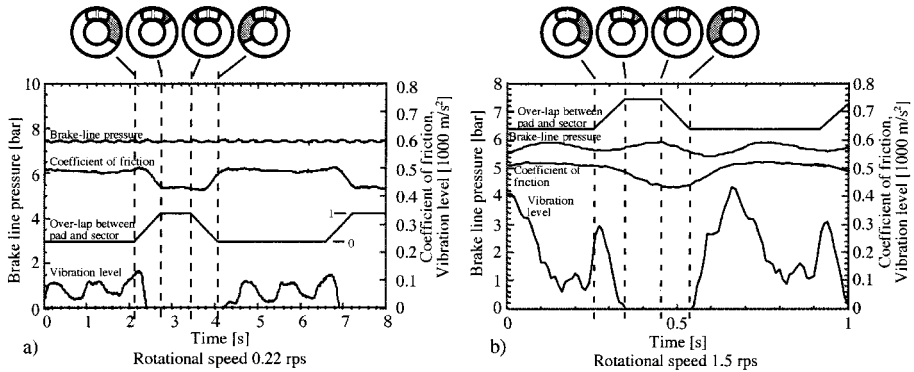 10
8
6
4
2
0
Brake line pressure [bar]
Brake-line pressure
Coefficient of friction
Over-lap between
pad and sector
1
0
Vibration level
0.8
0.7
0.6
0.5
0.4
0.3
0.2
0.1
0
Coefficient of friction,
Vibration level [1000 m/s²]
0 1 2 3 4 5 6 7 8
Time [s]
a)
Rotational speed 0.22 rps
8
7
6
5
4
3
2
1
0
Brake line pressure [bar]
Over-lap between
pad and sector
Brake-line pressure
Coefficient of
friction
Vibration
level
0.8
0.7
0.6
0.5
0.4
0.3
0.2
0.1
0
Coefficient of friction,
Vibration level [1000 m/s²]
0 0.5 1
Time [s]
b)
Rotational speed 1.5 rps